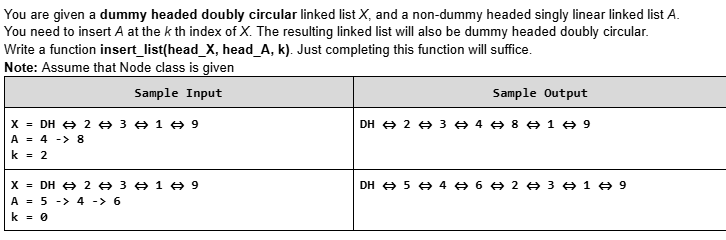 You are given a dummy headed doubly circular linked list X, and a non-dummy headed singly linear linked list A.
You need to insert A at the k th index of X. The resulting linked list will also be dummy headed doubly circular.
Write a function insert_list(head_X, head_A, k). Just completing this function will suffice.
Note: Assume that Node class is given
Sample Input
Sample Output
X = DH ⇔ 2 ⇔ 3 ⇔ 1 ⇔ 9
A = 4 -> 8
k = 2
DH ⇔ 2 ⇔ 3 ⇔ 4 ⇔ 8 ⇔ 1 ⇔ 9
X = DH ⇔ 2 ⇔ 3 ⇔ 1 ⇔ 9
A = 5 -> 4 -> 6
k = 0
DH ⇔ 5 ⇔ 4 ⇔ 6 ⇔ 2 ⇔ 3 ⇔ 1 ⇔ 9